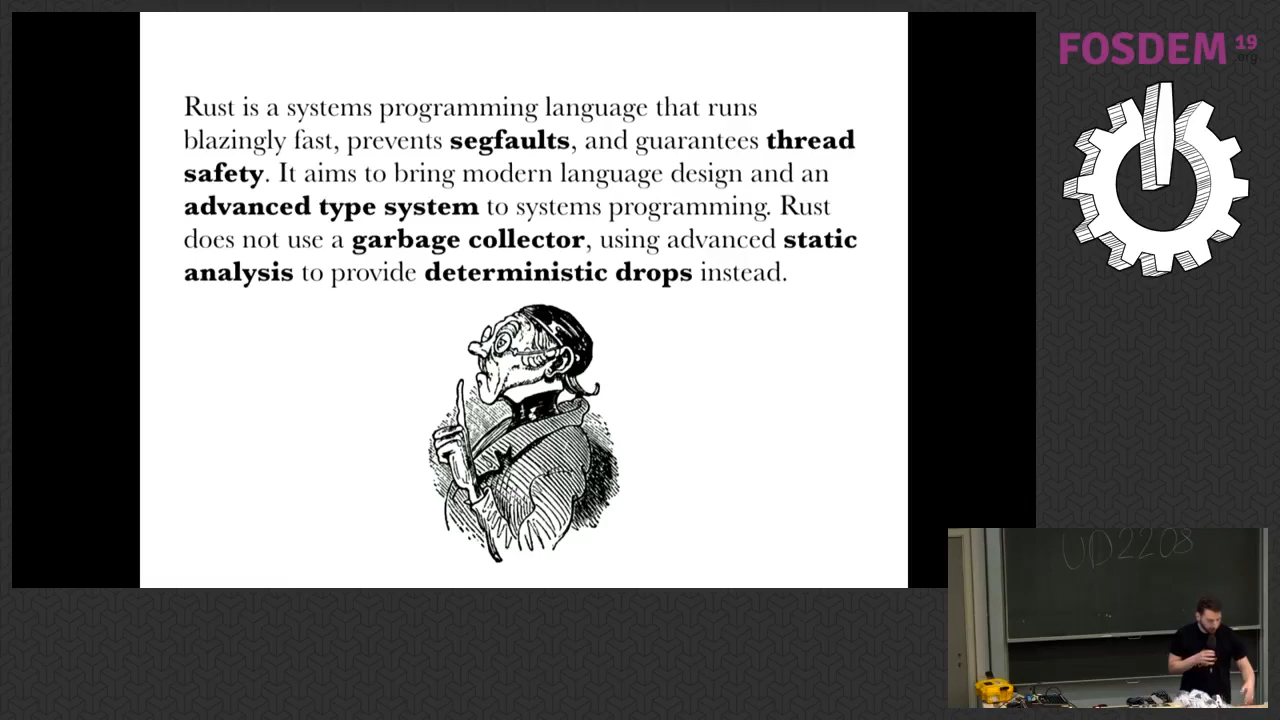 Rust is a systems programming language that runs
blazingly fast, prevents segfaults, and guarantees thread
safety. It aims to bring modern language design and an
advanced type system to systems programming. Rust
does not use a garbage collector, using advanced static
analysis to provide deterministic drops instead.
FOSDEM 19
.org
UD2208